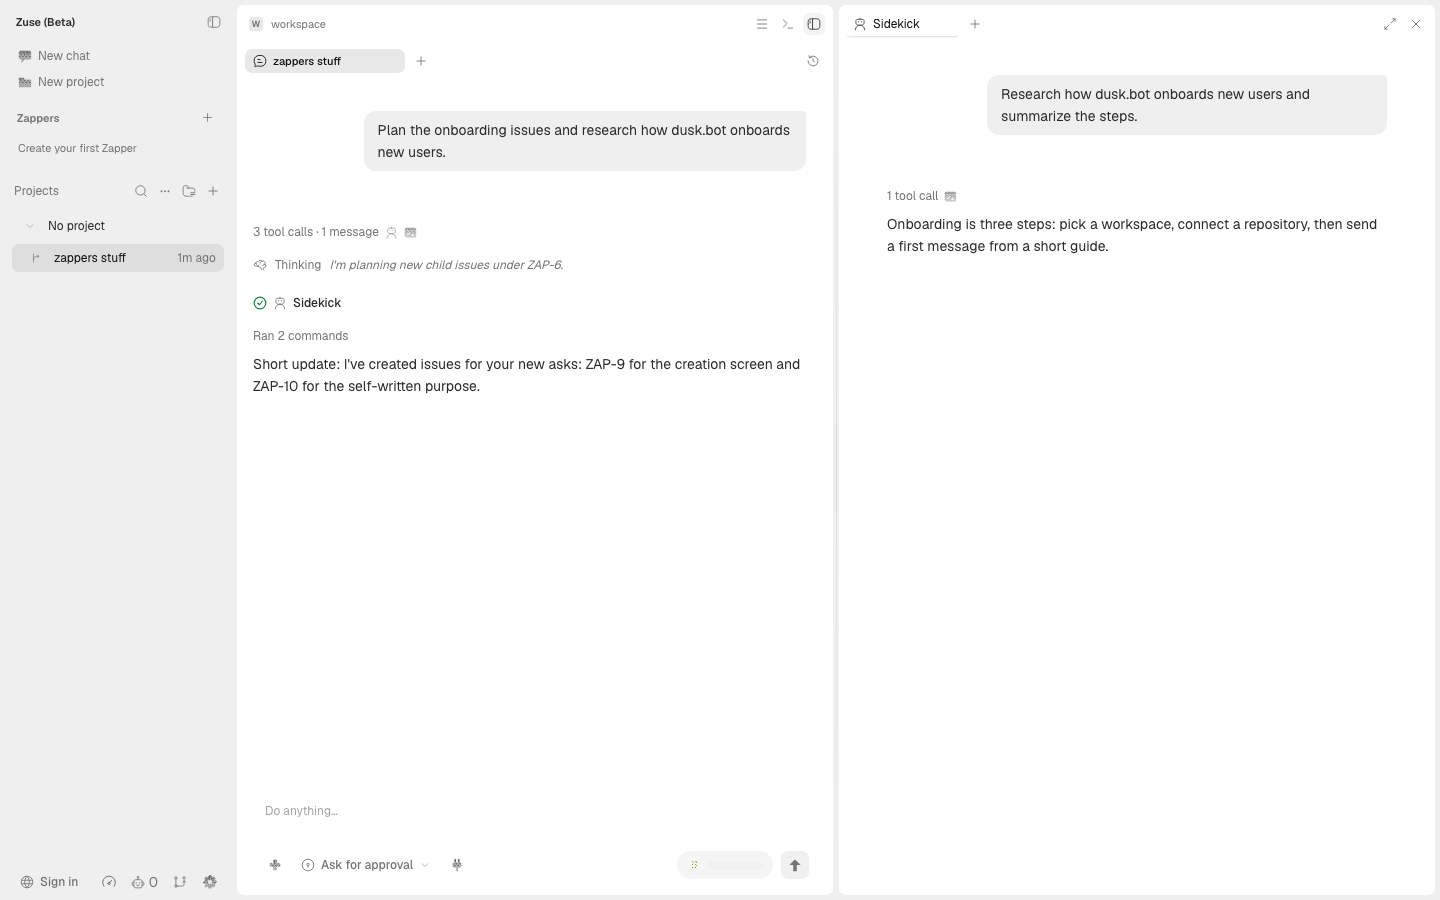 Zuse (Beta)
New chat
New project
Zappers
Create your first Zapper
Projects
No project
zappers stuff
1m ago
Sign in
0
W
workspace
zappers stuff
Plan the onboarding issues and research how dusk.bot onboards
new users.
3 tool calls · 1 message
Thinking I'm planning new child issues under ZAP-6.
Sidekick
Ran 2 commands
Short update: I've created issues for your new asks: ZAP-9 for the creation screen and
ZAP-10 for the self-written purpose.
Do anything...
Ask for approval
Sidekick
Research how dusk.bot onboards new users and
summarize the steps.
1 tool call
Onboarding is three steps: pick a workspace, connect a repository, then send
a first message from a short guide.